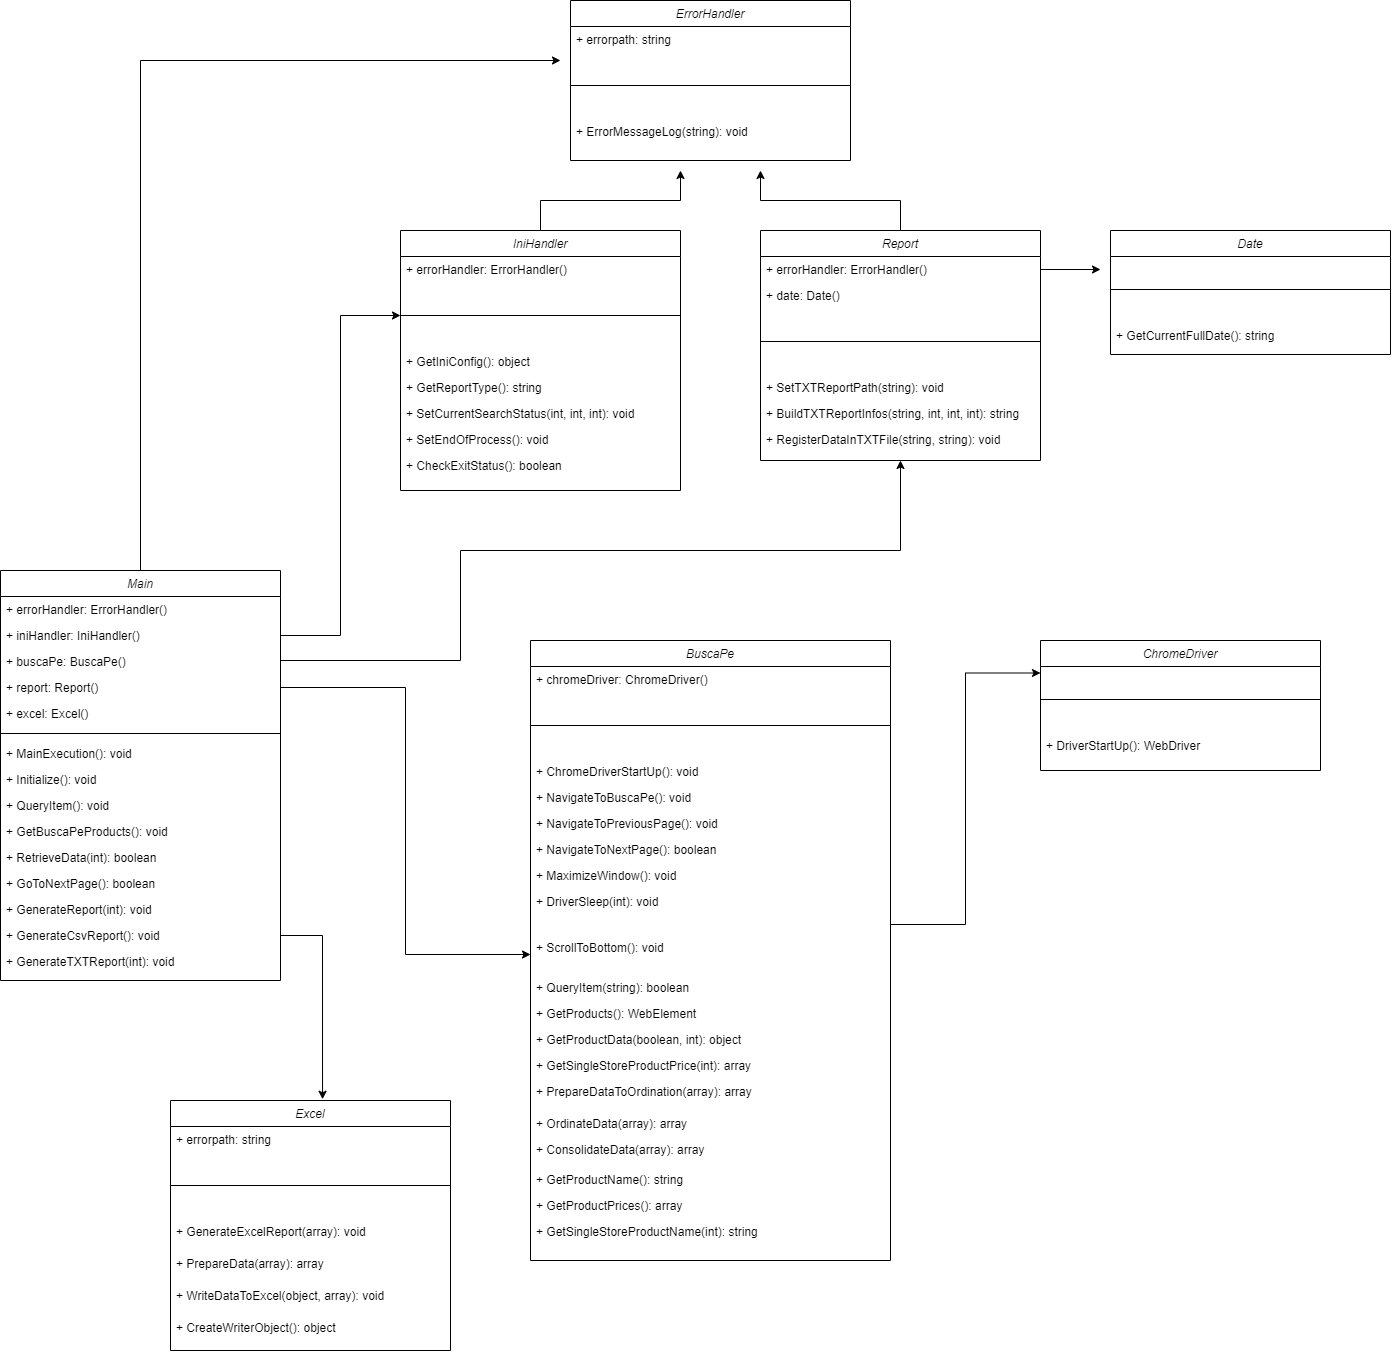 ErrorHandler
+ errorpath: string
+ ErrorMessageLog(string): void
IniHandler
+ errorHandler: ErrorHandler()
+ GetIniConfig(): object
+ GetReportType(): string
+ SetCurrentSearchStatus(int, int, int): void
+ SetEndOfProcess(): void
+ CheckExitStatus(): boolean
Report
+ errorHandler: ErrorHandler()
+ date: Date()
+ SetTXTReportPath(string): void
+ BuildTXTReportInfos(string, int, int, int): string
+ RegisterDataInTXTFile(string, string): void
Date
+ GetCurrentFullDate(): string
Main
+ errorHandler: ErrorHandler()
+ iniHandler: IniHandler()
+ buscaPe: BuscaPe()
+ report: Report()
+ excel: Excel()
+ MainExecution(): void
+ Initialize(): void
+ QueryItem(): void
+ GetBuscaPeProducts(): void
+ RetrieveData(int): boolean
+ GoToNextPage(): boolean
+ GenerateReport(int): void
+ GenerateCsvReport(): void
+ GenerateTXTReport(int): void
BuscaPe
+ chromeDriver: ChromeDriver()
+ ChromeDriverStartUp(): void
+ NavigateToBuscaPe(): void
+ NavigateToPreviousPage(): void
+ NavigateToNextPage(): boolean
+ MaximizeWindow(): void
+ DriverSleep(int): void
+ ScrollToBottom(): void
+ QueryItem(string): boolean
+ GetProducts(): WebElement
+ GetProductData(boolean, int): object
+ GetSingleStoreProductPrice(int): array
+ PrepareDataToOrdination(array): array
+ OrdinateData(array): array
+ ConsolidateData(array): array
+ GetProductName(): string
+ GetProductPrices(): array
+ GetSingleStoreProductName(int): string
ChromeDriver
+ DriverStartUp(): WebDriver
Excel
+ errorpath: string
+ GenerateExcelReport(array): void
+ PrepareData(array): array
+ WriteDataToExcel(object, array): void
+ CreateWriterObject(): object